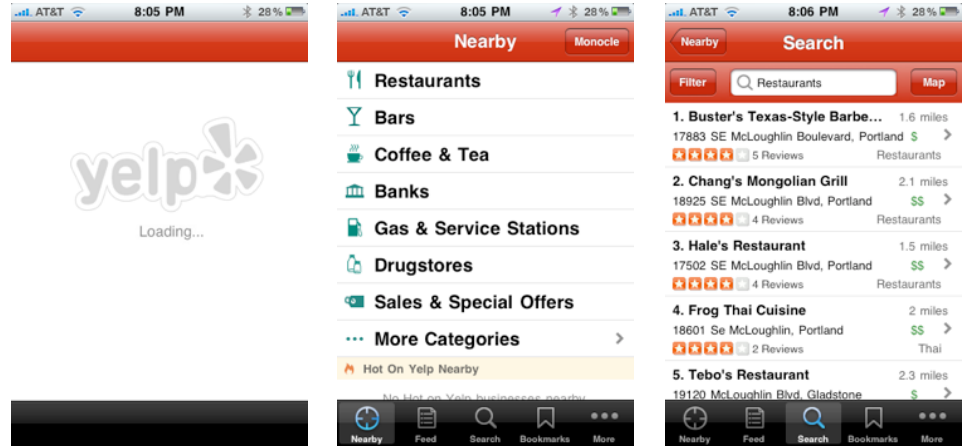 AT&T 8:05 PM 28%
yelp
Loading...
AT&T 8:05 PM 28%
Nearby Monocle
Restaurants
Bars
Coffee & Tea
Banks
Gas & Service Stations
Drugstores
Sales & Special Offers
More Categories
Hot On Yelp Nearby
No Hot on Yelp businesses nearby
Nearby Feed Search Bookmarks More
AT&T 8:06 PM 28%
Nearby Search
Filter Restaurants Map
1. Buster's Texas-Style Barbe... 1.6 miles
17883 SE McLoughlin Boulevard, Portland $
5 Reviews Restaurants
2. Chang's Mongolian Grill 2.1 miles
18925 SE McLoughlin Blvd, Portland $$
4 Reviews Restaurants
3. Hale's Restaurant 1.5 miles
17502 SE McLoughlin Blvd, Portland $$
4 Reviews Restaurants
4. Frog Thai Cuisine 2 miles
18601 Se McLoughlin, Portland $$
2 Reviews Thai
5. Tebo's Restaurant 2.3 miles
19120 McLoughlin Blvd, Gladstone $
Nearby Feed Search Bookmarks More